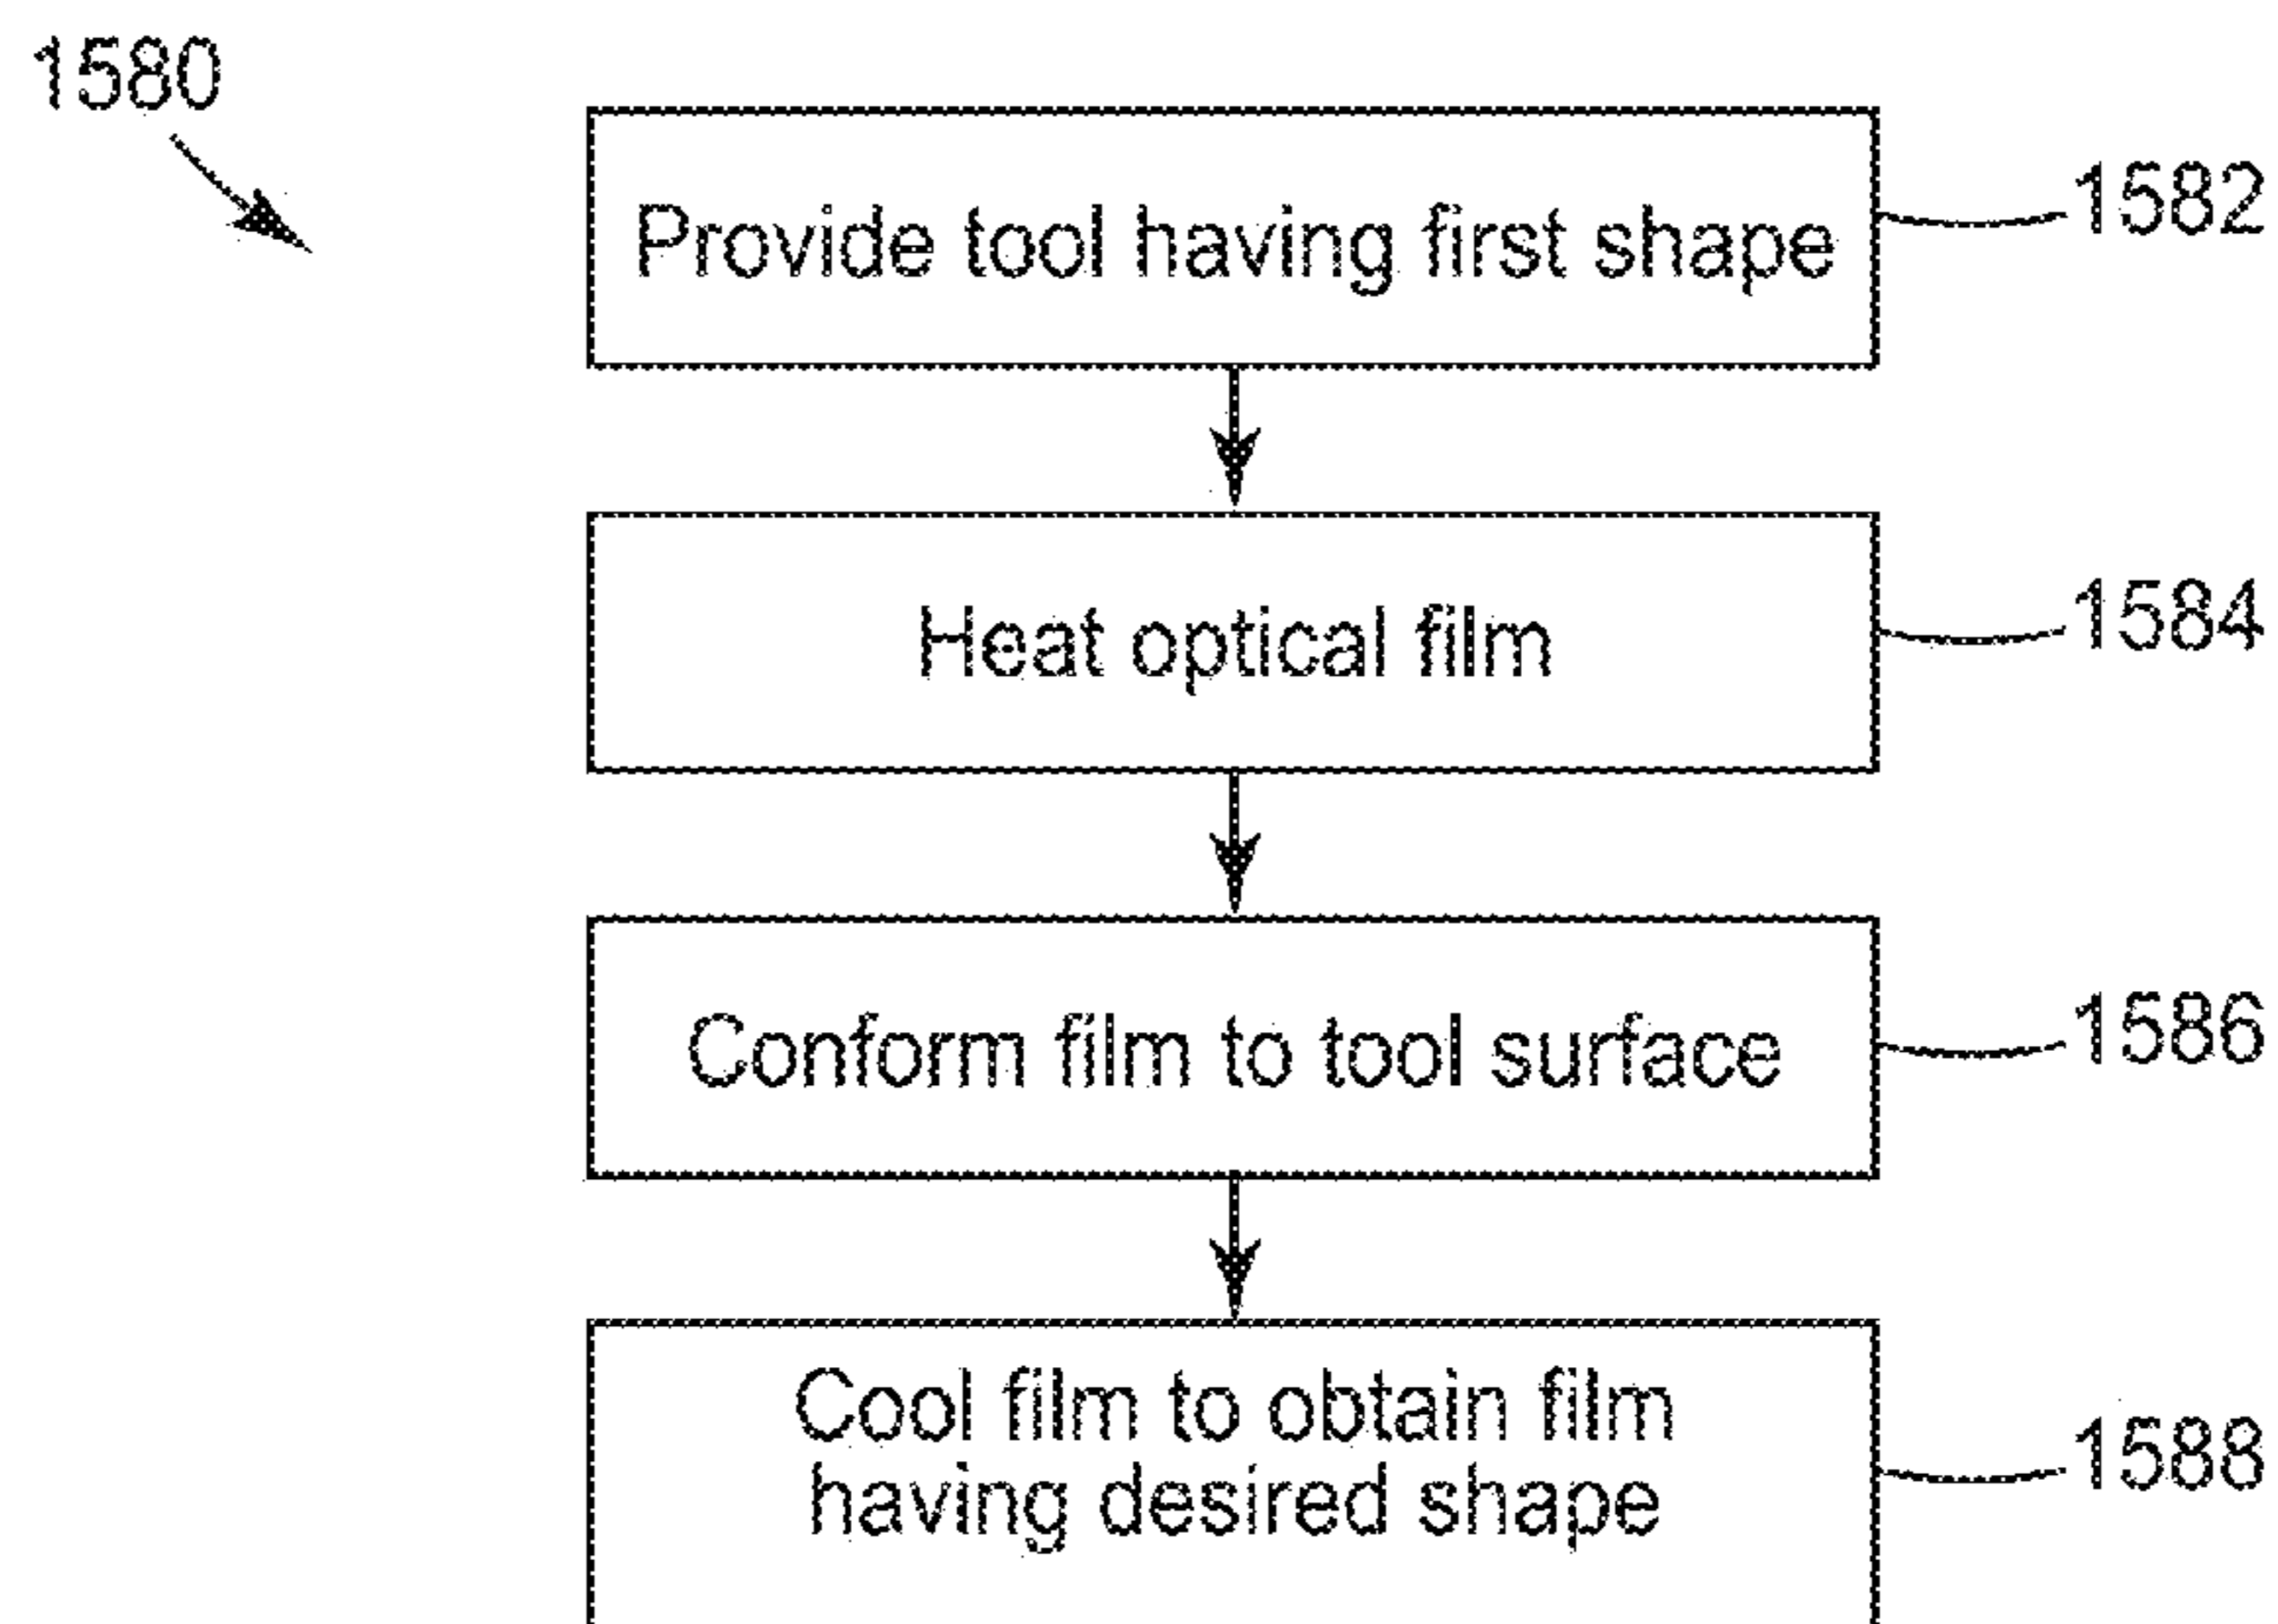 1580
Provide tool having first shape
1582
Heat optical film
1584
Conform film to tool surface
1586
Cool film to obtain film
having desired shape
1588